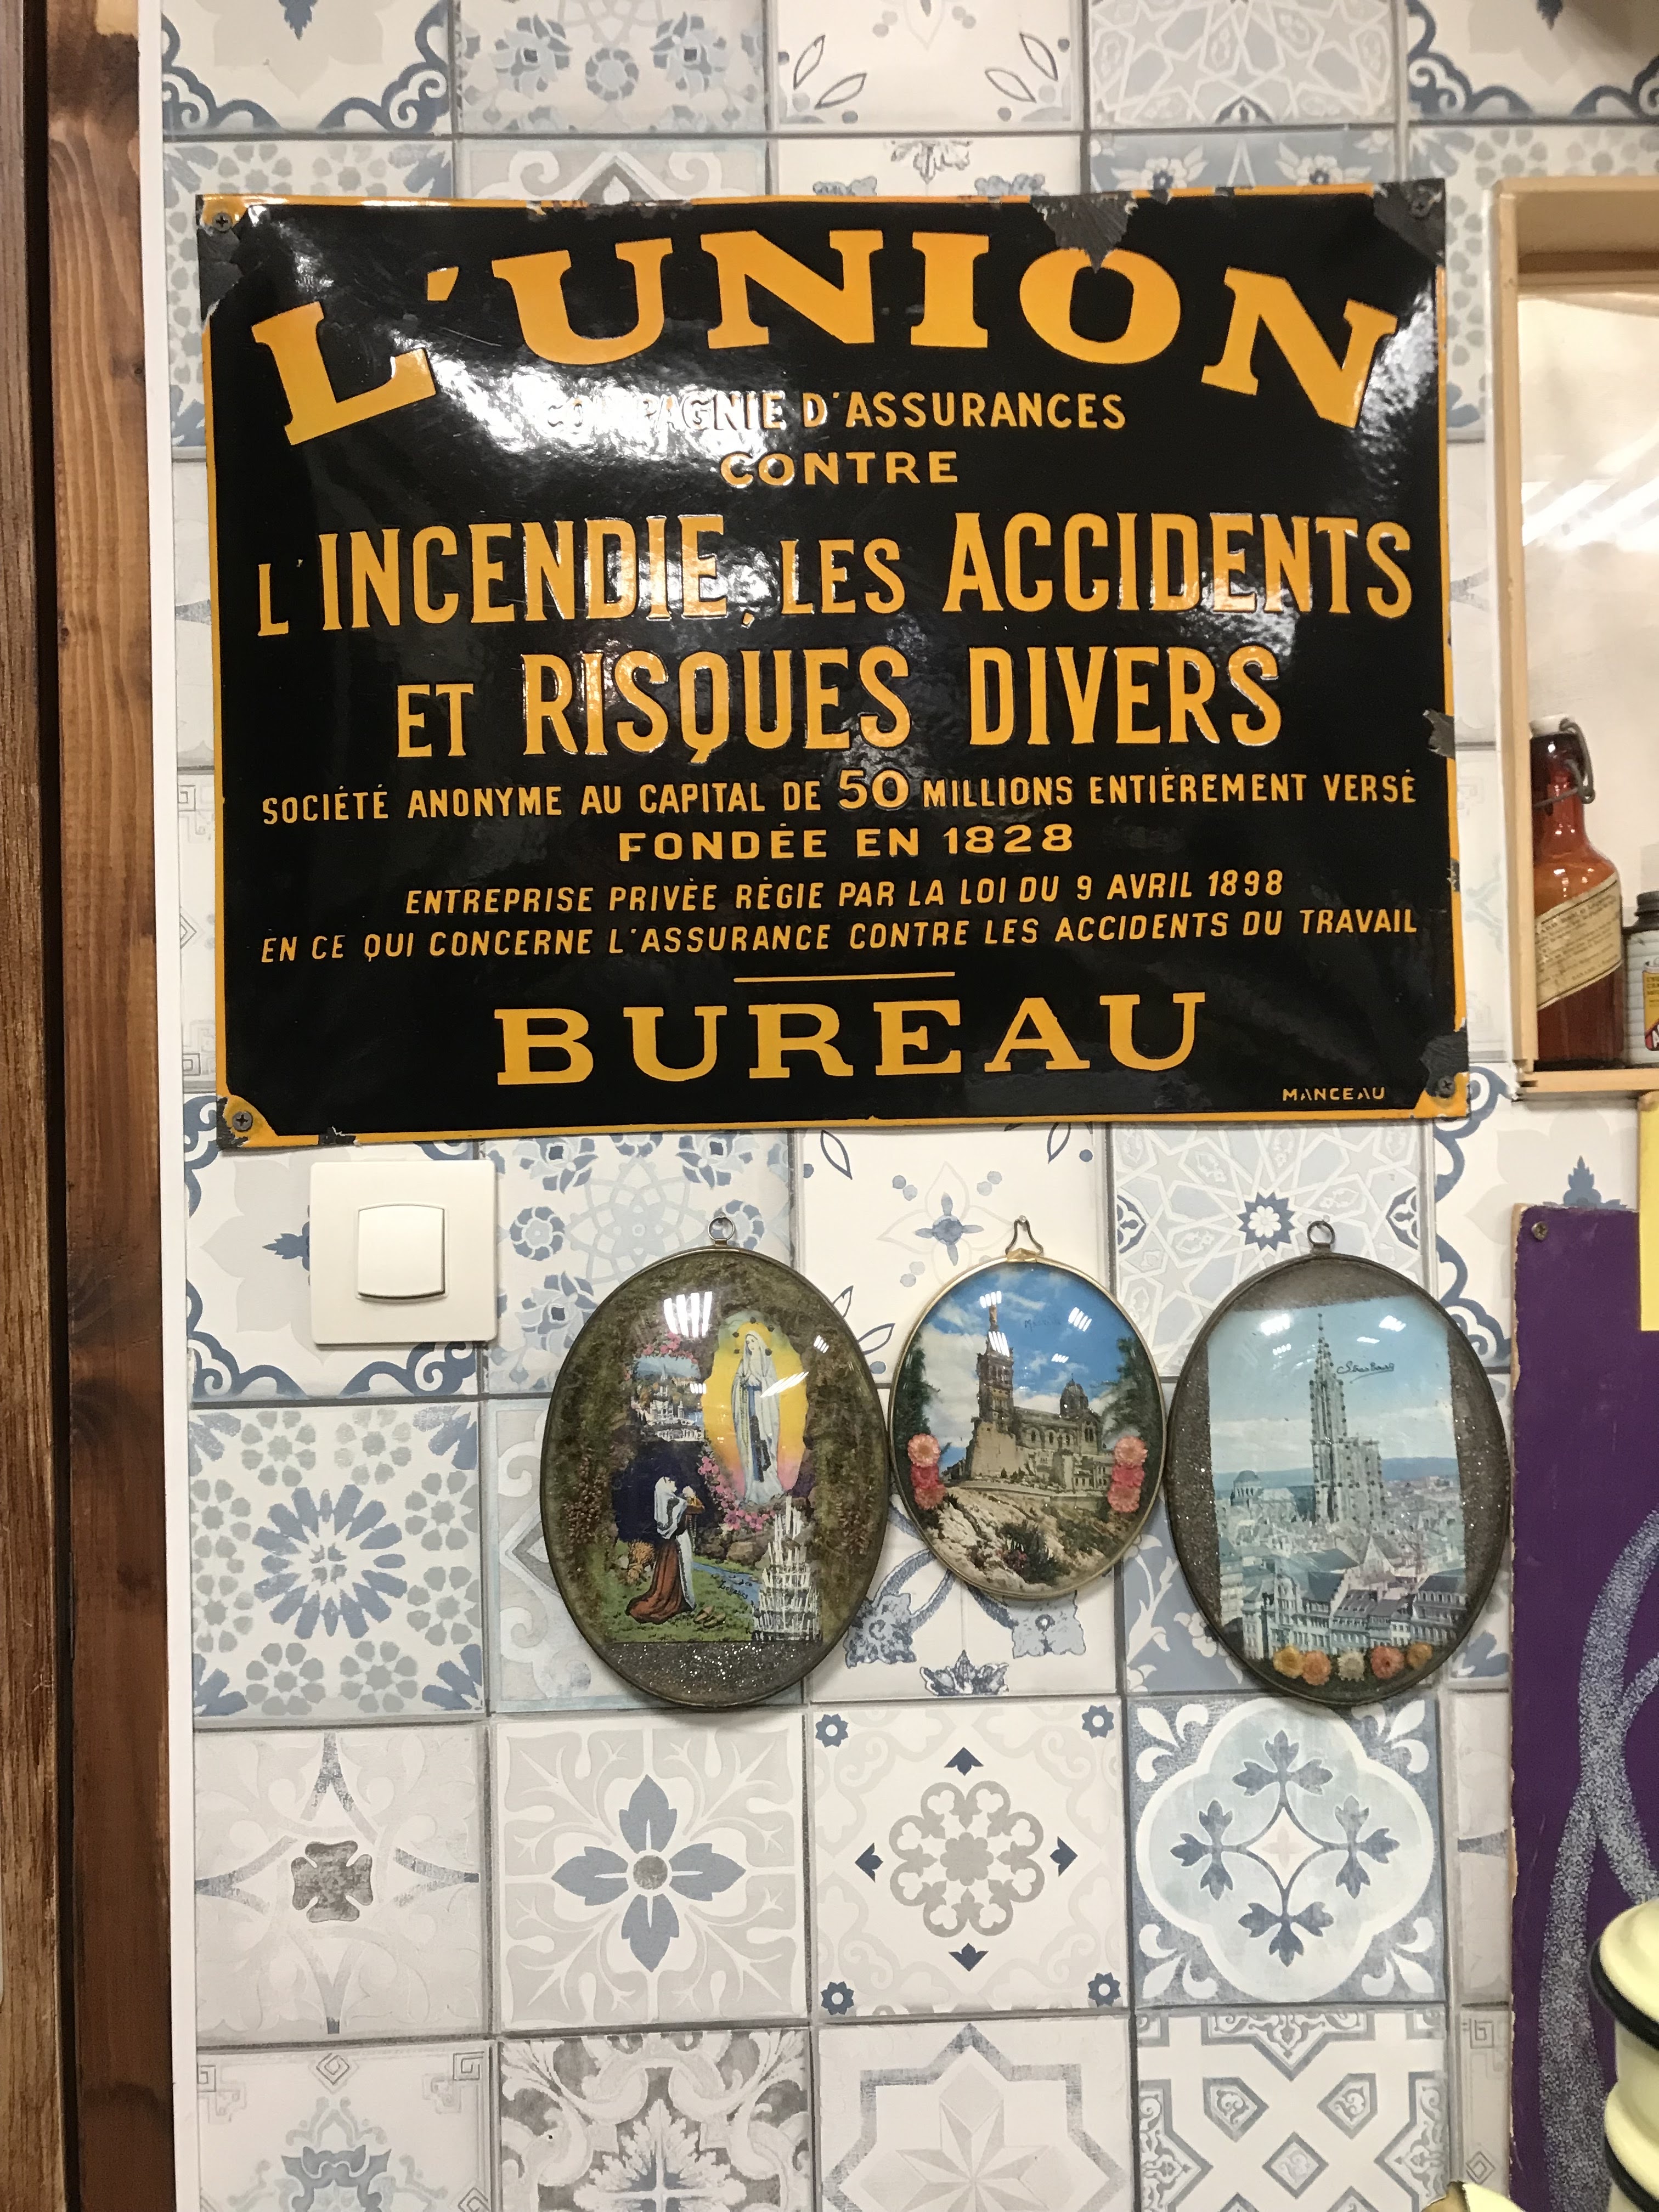 L'UNION
COMPAGNIE D'ASSURANCES
CONTRE
L'INCENDIE, LES ACCIDENTS
ET RISQUES DIVERS
SOCIÉTÉ ANONYME AU CAPITAL DE 50 MILLIONS ENTIÉREMENT VERSÉ
FONDÉE EN 1828
ENTREPRISE PRIVÉE RÉGIE PAR LA LOI DU 9 AVRIL 1898
EN CE QUI CONCERNE L'ASSURANCE CONTRE LES ACCIDENTS DU TRAVAIL
BUREAU
MANCEAU
Strasbourg